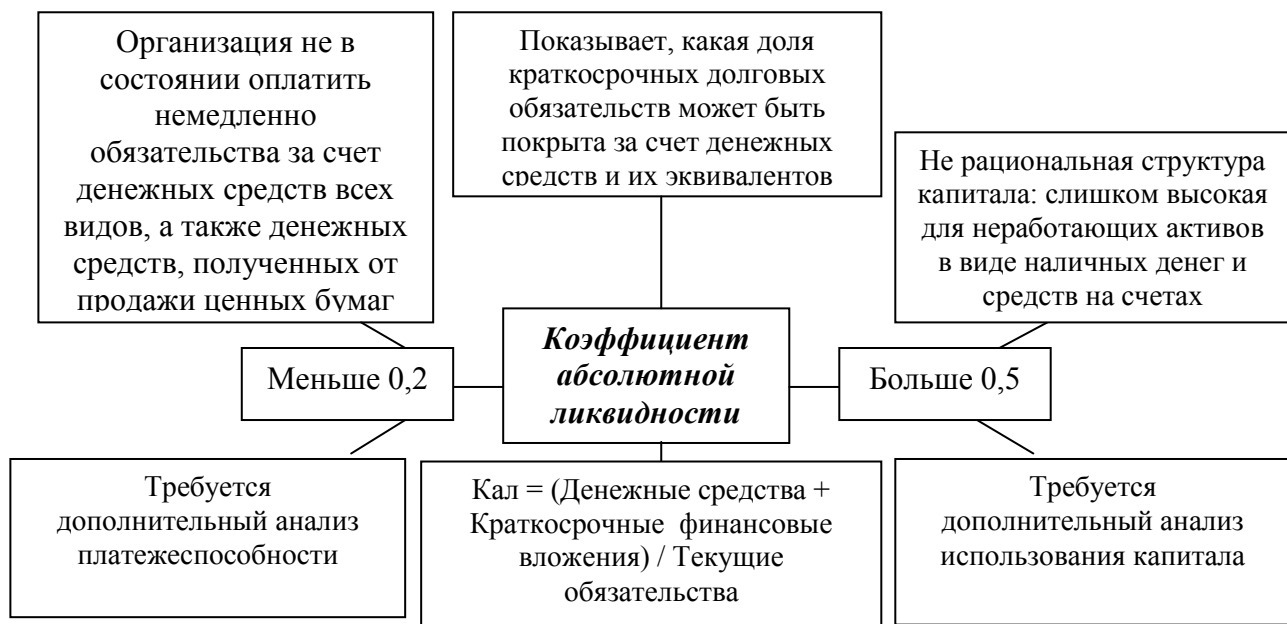 Организация не в
состоянии оплатить
немедленно
обязательства за счет
денежных средств всех
видов, а также денежных
средств, полученных от
продажи ценных бумаг
Показывает, какая доля
краткосрочных долговых
обязательств может быть
покрыта за счет денежных
средств и их эквивалентов
Не рациональная структура
капитала: слишком высокая
для неработающих активов
в виде наличных денег и
средств на счетах
Меньше 0,2
Коэффициент
абсолютной
ликвидности
Больше 0,5
Требуется
дополнительный анализ
платежеспособности
Кал = (Денежные средства +
Краткосрочные финансовые
вложения) / Текущие
обязательства
Требуется
дополнительный анализ
использования капитала